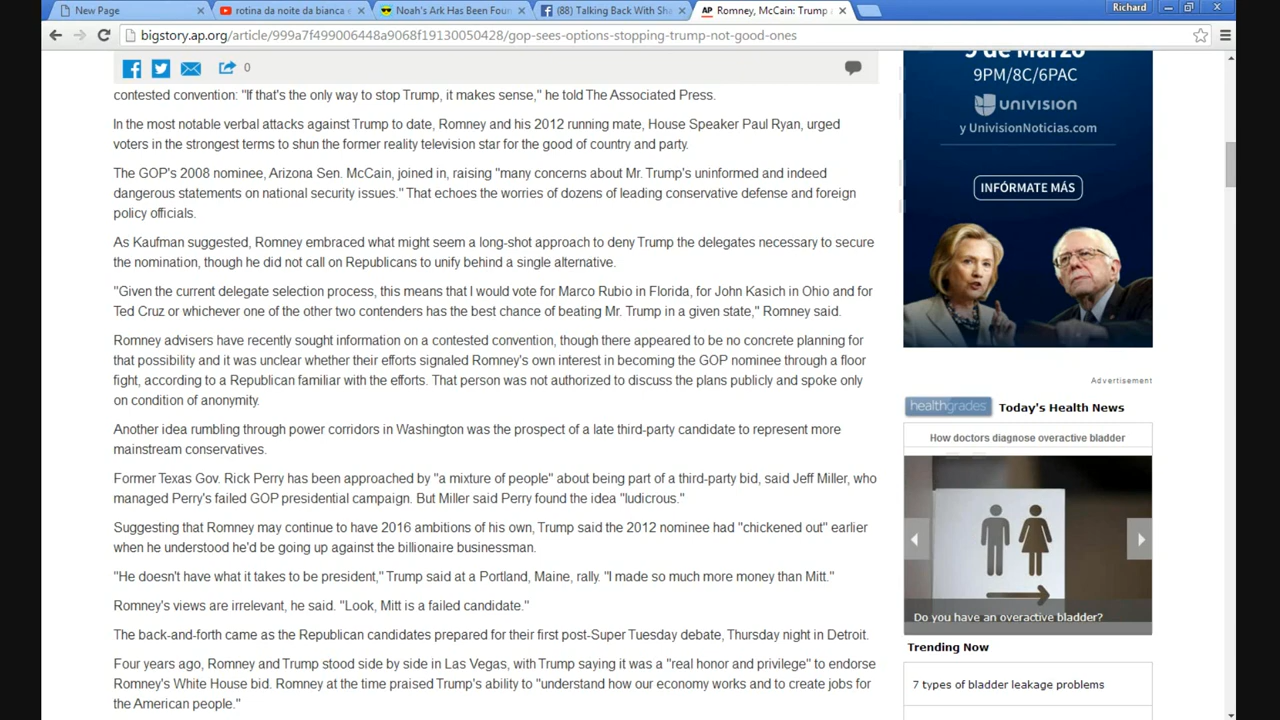 New Page
rotina da noite da bianca
Noah's Ark Has Been Foun
(88) Talking Back With Sha
AP Romney, McCain: Trump
Richard
bigstory.ap.org/article/999a7f499006448a9068f19130050428/gop-sees-options-stopping-trump-not-good-ones
0
contested convention: "If that's the only way to stop Trump, it makes sense," he told The Associated Press.
In the most notable verbal attacks against Trump to date, Romney and his 2012 running mate, House Speaker Paul Ryan, urged
voters in the strongest terms to shun the former reality television star for the good of country and party.
The GOP's 2008 nominee, Arizona Sen. McCain, joined in, raising "many concerns about Mr. Trump's uninformed and indeed
dangerous statements on national security issues." That echoes the worries of dozens of leading conservative defense and foreign
policy officials.
As Kaufman suggested, Romney embraced what might seem a long-shot approach to deny Trump the delegates necessary to secure
the nomination, though he did not call on Republians to unify behind a single alternative.
"Given the current delegate selection process, this means that I would vote for Marco Rubio in Florida, for John Kasich in Ohio and for
Ted Cruz or whichever one of the other two contenders has the best chance of beating Mr. Trump in a given state," Romney said.
Romney advisers have recently sought information on a contested convention, though there appeared to be no concrete planning for
that possibility and it was unclear whether their efforts signaled Romney's own interest in becoming the GOP nominee through a floor
fight, according to a Republican familiar with the efforts. That person was not authorized to discuss the plans publicly and spoke only
on condition of anonymity.
Another idea rumbling through power corridors in Washington was the prospect of a late third-party candidate to represent more
mainstream conservatives.
Former Texas Gov. Rick Perry has been approached by "a mixture of people" about being part of a third-party bid, said Jeff Miller, who
managed Perry's failed GOP presidential campaign. But Miller said Perry found the idea "ludicrous."
Suggesting that Romney may continue to have 2016 ambitions of his own, Trump said the 2012 nominee had "chickened out" earlier
when he understood he'd be going up against the billionaire businessman.
"He doesn't have what it takes to be president," Trump said at a Portland, Maine, rally. "I made so much more money than Mitt."
Romney's views are irrelevant, he said. "Look, Mitt is a failed candidate."
The back-and-forth came as the Republican candidates prepared for their first post-Super Tuesday debate, Thursday night in Detroit.
Four years ago, Romney and Trump stood side by side in Las Vegas, with Trump saying it was a "real honor and privilege" to endorse
Romney's White House bid. Romney at the time praised Trump's ability to "understand how our economy works and to create jobs for
the American people."
9 de Marzo
9PM/8C/6PAC
UNIVISION
y UnivisionNoticias.com
INFÓRMATE MÁS
Advertisement
healthgrades Today's Health News
How doctors diagnose overactive bladder
Do you have an overactive bladder?
Trending Now
7 types of bladder leakage problems